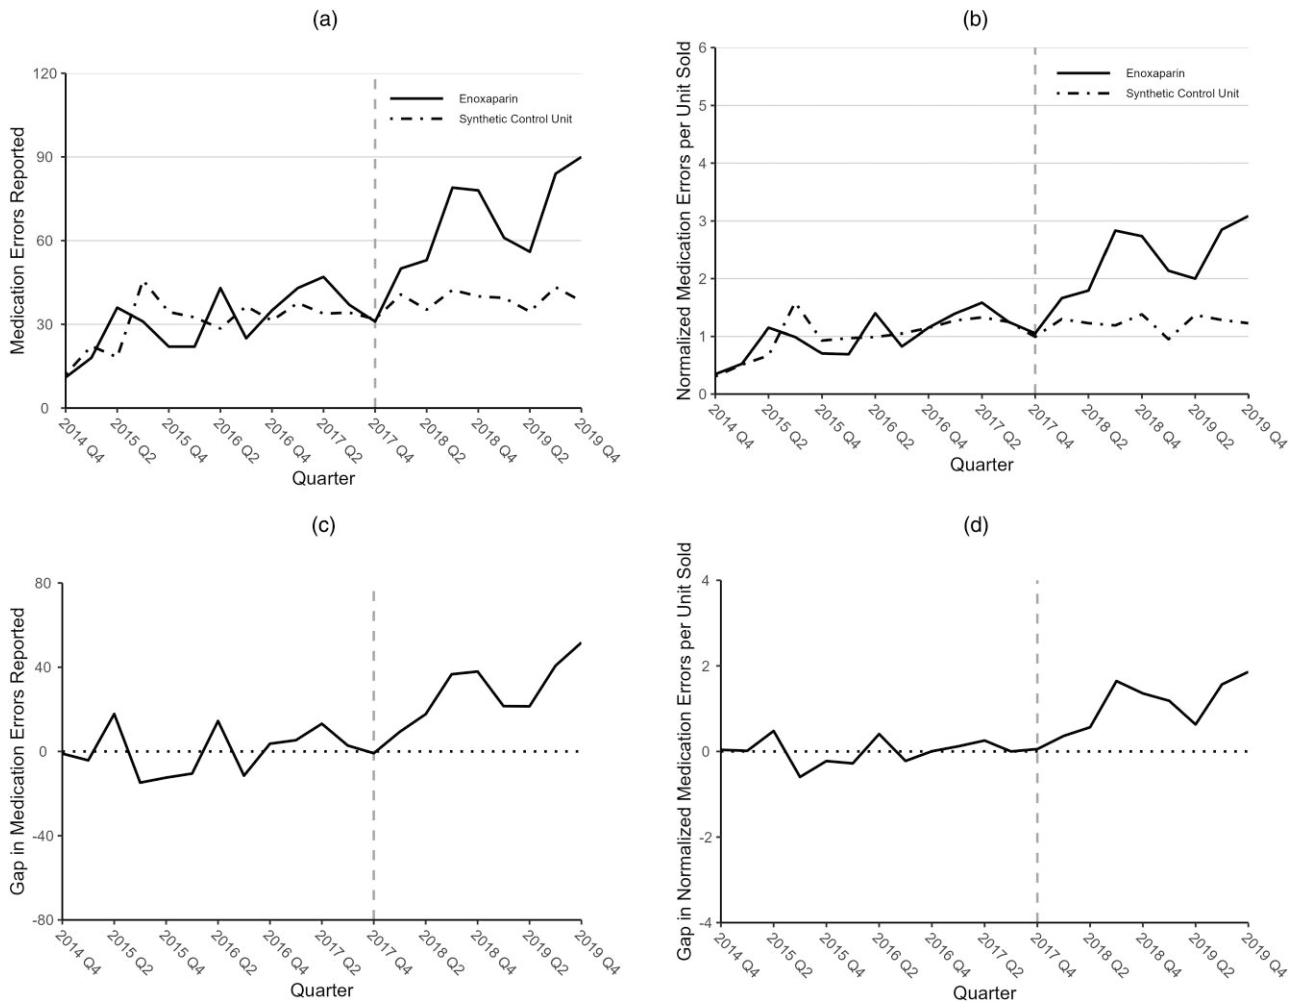 (a)
Medication Errors Reported
120
90
60
30
0
Enoxaparin
Synthetic Control Unit
2014 Q4
2015 Q2
2015 Q4
2016 Q2
2016 Q4
2017 Q2
2017 Q4
2018 Q2
2018 Q4
2019 Q2
2019 Q4
Quarter
(b)
Normalized Medication Errors per Unit Sold
6
5
4
3
2
1
0
Enoxaparin
Synthetic Control Unit
2014 Q4
2015 Q2
2015 Q4
2016 Q2
2016 Q4
2017 Q2
2017 Q4
2018 Q2
2018 Q4
2019 Q2
2019 Q4
Quarter
(c)
Gap in Medication Errors Reported
80
40
0
-40
-80
2014 Q4
2015 Q2
2015 Q4
2016 Q2
2016 Q4
2017 Q2
2017 Q4
2018 Q2
2018 Q4
2019 Q2
2019 Q4
Quarter
(d)
Gap in Normalized Medication Errors per Unit Sold
4
2
0
-2
-4
2014 Q4
2015 Q2
2015 Q4
2016 Q2
2016 Q4
2017 Q2
2017 Q4
2018 Q2
2018 Q4
2019 Q2
2019 Q4
Quarter